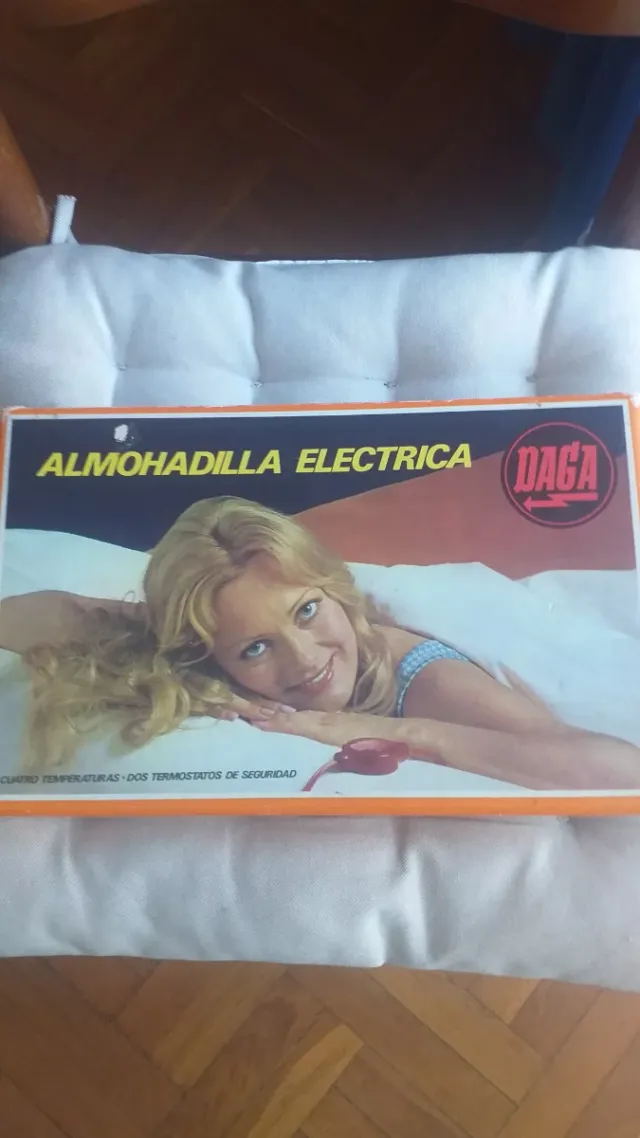 ALMOHADILLA ELECTRICA
DAGA
CUATRO TEMPERATURAS · DOS TERMOSTATOS DE SEGURIDAD